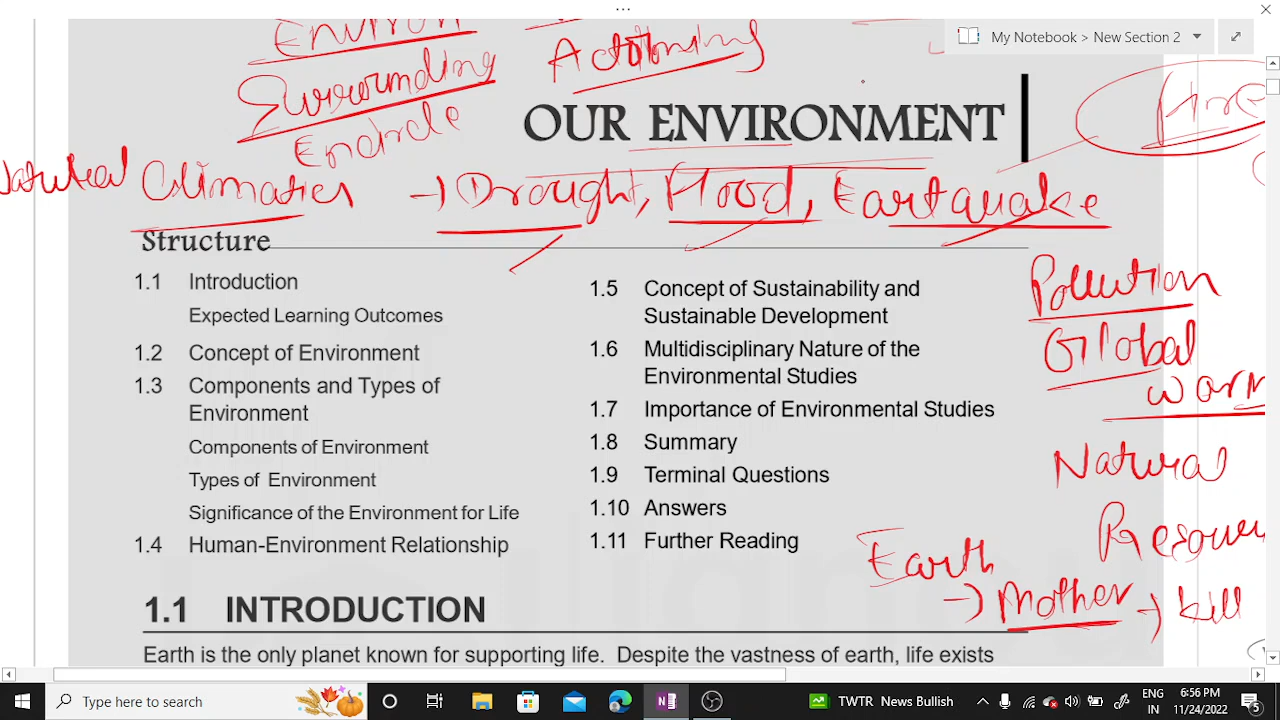 ...
Environ
My Notebook > New Section 2
Surrounding
Encircle
OUR ENVIRONMENT
Fire
Natural Climatics → Drought, Flood, Eartquake
Structure
1.1 Introduction
Expected Learning Outcomes
1.2 Concept of Environment
1.3 Components and Types of
Environment
Components of Environment
Types of Environment
Significance of the Environment for Life
1.4 Human-Environment Relationship
1.5 Concept of Sustainability and
Sustainable Development
1.6 Multidisciplinary Nature of the
Environmental Studies
1.7 Importance of Environmental Studies
1.8 Summary
1.9 Terminal Questions
1.10 Answers
1.11 Further Reading
Pollution
Global
warm
Natural
Earth
→ Mother → kill
1.1 INTRODUCTION
Earth is the only planet known for supporting life. Despite the vastness of earth, life exists
Type here to search
TWTR News Bullish
ENG
IN
6:56 PM
11/24/2022
5